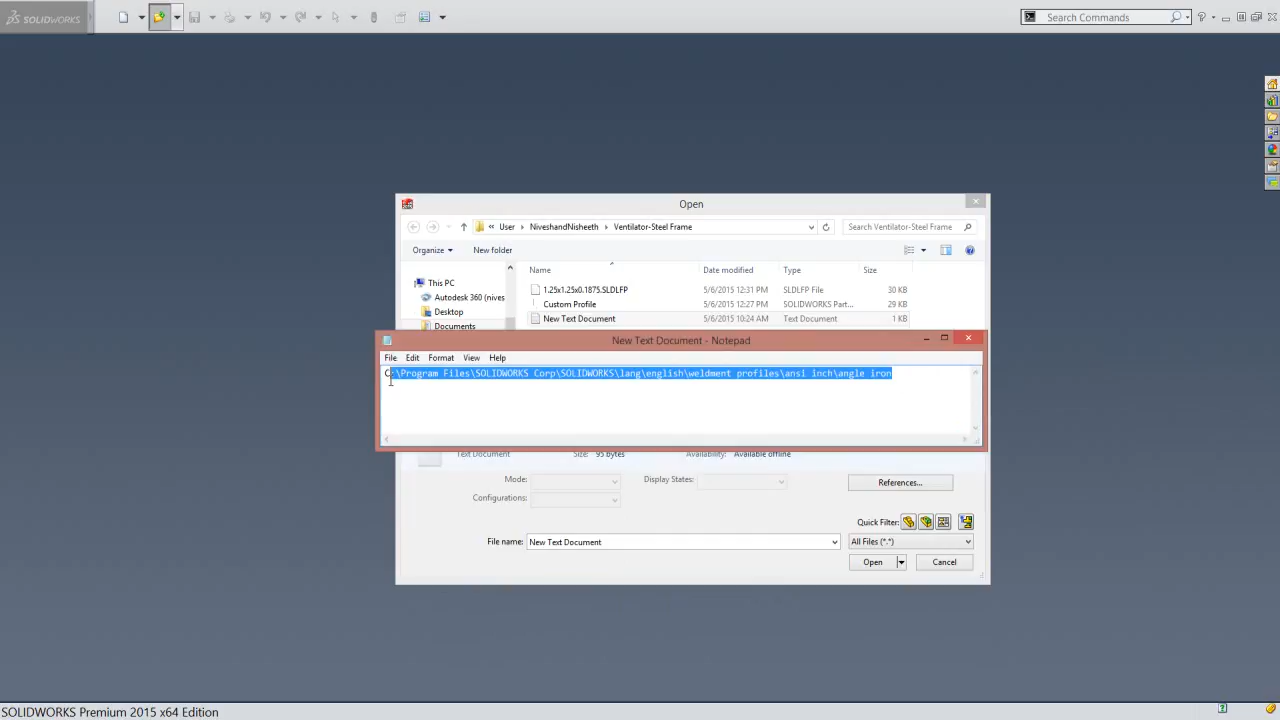 SOLIDWORKS
Search Commands
Open
« User NiveshandNisheeth Ventilator-Steel Frame
Search Ventilator-Steel Frame
Organize
New folder
Name
Date modified
Type
Size
This PC
Autodesk 360 (nives
Desktop
Documents
1.25x1.25x0.1875.SLDLFP 5/6/2015 12:31 PM SLDLFP File 30 KB
Custom Profile 5/6/2015 12:27 PM SOLIDWORKS Part... 29 KB
New Text Document 5/6/2015 10:24 AM Text Document 1 KB
New Text Document - Notepad
File Edit Format View Help
C:\Program Files\SOLIDWORKS Corp\SOLIDWORKS\lang\english\weldment profiles\ansi inch\angle iron
Text Document Size: 95 bytes Availability: Available offline
Mode:
Display States:
References...
Configurations:
Quick Filter:
File name: New Text Document
All Files (*.*)
Open
Cancel
SOLIDWORKS Premium 2015 x64 Edition